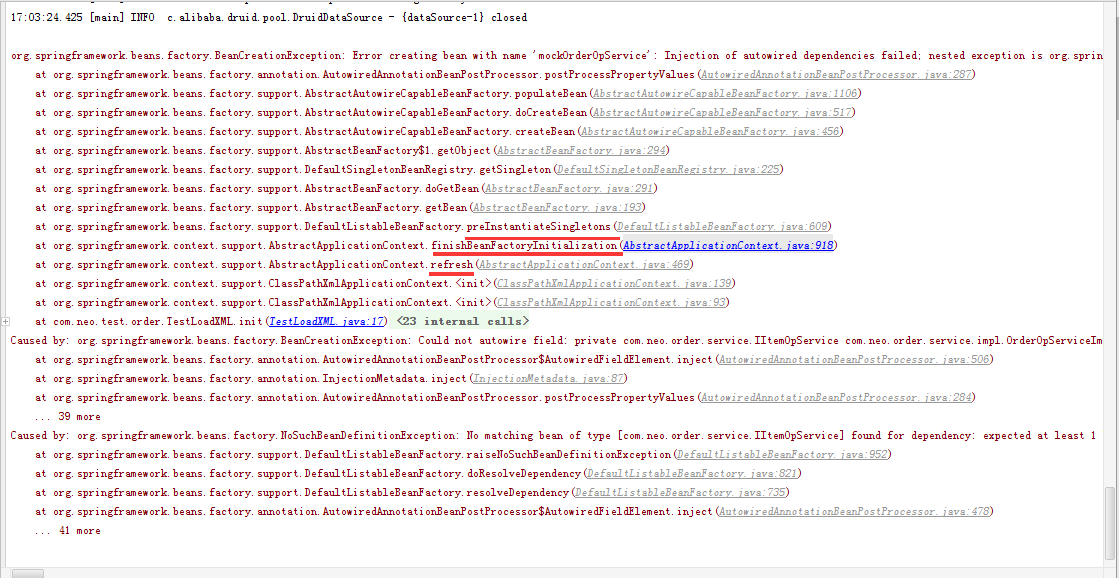 17:03:24.425 [main] INFO  c.alibaba.druid.pool.DruidDataSource - {dataSource-1} closed
org.springframework.beans.factory.BeanCreationException: Error creating bean with name 'mockOrderOpService': Injection of autowired dependencies failed; nested exception is org.sprin
at org.springframework.beans.factory.annotation.AutowiredAnnotationBeanPostProcessor.postProcessPropertyValues(AutowiredAnnotationBeanPostProcessor.java:287)
at org.springframework.beans.factory.support.AbstractAutowireCapableBeanFactory.populateBean(AbstractAutowireCapableBeanFactory.java:1106)
at org.springframework.beans.factory.support.AbstractAutowireCapableBeanFactory.doCreateBean(AbstractAutowireCapableBeanFactory.java:517)
at org.springframework.beans.factory.support.AbstractAutowireCapableBeanFactory.createBean(AbstractAutowireCapableBeanFactory.java:456)
at org.springframework.beans.factory.support.AbstractBeanFactory$1.getObject(AbstractBeanFactory.java:294)
at org.springframework.beans.factory.support.DefaultSingletonBeanRegistry.getSingleton(DefaultSingletonBeanRegistry.java:225)
at org.springframework.beans.factory.support.AbstractBeanFactory.doGetBean(AbstractBeanFactory.java:291)
at org.springframework.beans.factory.support.AbstractBeanFactory.getBean(AbstractBeanFactory.java:193)
at org.springframework.beans.factory.support.DefaultListableBeanFactory.preInstantiateSingletons(DefaultListableBeanFactory.java:609)
at org.springframework.context.support.AbstractApplicationContext.finishBeanFactoryInitialization(AbstractApplicationContext.java:918)
at org.springframework.context.support.AbstractApplicationContext.refresh(AbstractApplicationContext.java:469)
at org.springframework.context.support.ClassPathXmlApplicationContext.<init>(ClassPathXmlApplicationContext.java:139)
at org.springframework.context.support.ClassPathXmlApplicationContext.<init>(ClassPathXmlApplicationContext.java:93)
at com.neo.test.order.TestLoadXML.init(TestLoadXML.java:17) <23 internal calls>
Caused by: org.springframework.beans.factory.BeanCreationException: Could not autowire field: private com.neo.order.service.IItemOpService com.neo.order.service.impl.OrderOpServiceIm
at org.springframework.beans.factory.annotation.AutowiredAnnotationBeanPostProcessor$AutowiredFieldElement.inject(AutowiredAnnotationBeanPostProcessor.java:506)
at org.springframework.beans.factory.annotation.InjectionMetadata.inject(InjectionMetadata.java:87)
at org.springframework.beans.factory.annotation.AutowiredAnnotationBeanPostProcessor.postProcessPropertyValues(AutowiredAnnotationBeanPostProcessor.java:284)
... 39 more
Caused by: org.springframework.beans.factory.NoSuchBeanDefinitionException: No matching bean of type [com.neo.order.service.IItemOpService] found for dependency: expected at least 1
at org.springframework.beans.factory.support.DefaultListableBeanFactory.raiseNoSuchBeanDefinitionException(DefaultListableBeanFactory.java:952)
at org.springframework.beans.factory.support.DefaultListableBeanFactory.doResolveDependency(DefaultListableBeanFactory.java:821)
at org.springframework.beans.factory.support.DefaultListableBeanFactory.resolveDependency(DefaultListableBeanFactory.java:735)
at org.springframework.beans.factory.annotation.AutowiredAnnotationBeanPostProcessor$AutowiredFieldElement.inject(AutowiredAnnotationBeanPostProcessor.java:478)
... 41 more